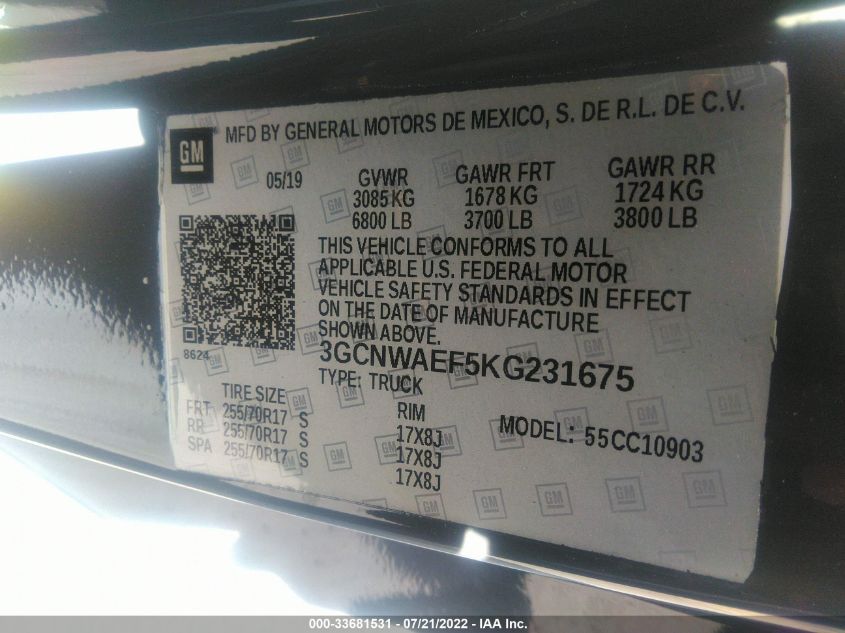 MFD BY GENERAL MOTORS DE MEXICO, S. DE R.L. DE C.V.
GM
05/19
GVWR GAWR FRT GAWR RR
3085 KG 1678 KG 1724 KG
6800 LB 3700 LB 3800 LB
THIS VEHICLE CONFORMS TO ALL
APPLICABLE U.S. FEDERAL MOTOR
VEHICLE SAFETY STANDARDS IN EFFECT
ON THE DATE OF MANUFACTURE
SHOWN ABOVE.
8624
3GCNWAEF5KG231675
TYPE: TRUCK
TIRE SIZE RIM
FRT 255/70R17 S 17X8J
RR 255/70R17 S 17X8J
SPA 255/70R17 S 17X8J
MODEL: 55CC10903
000-33681531 - 07/21/2022 - IAA Inc.